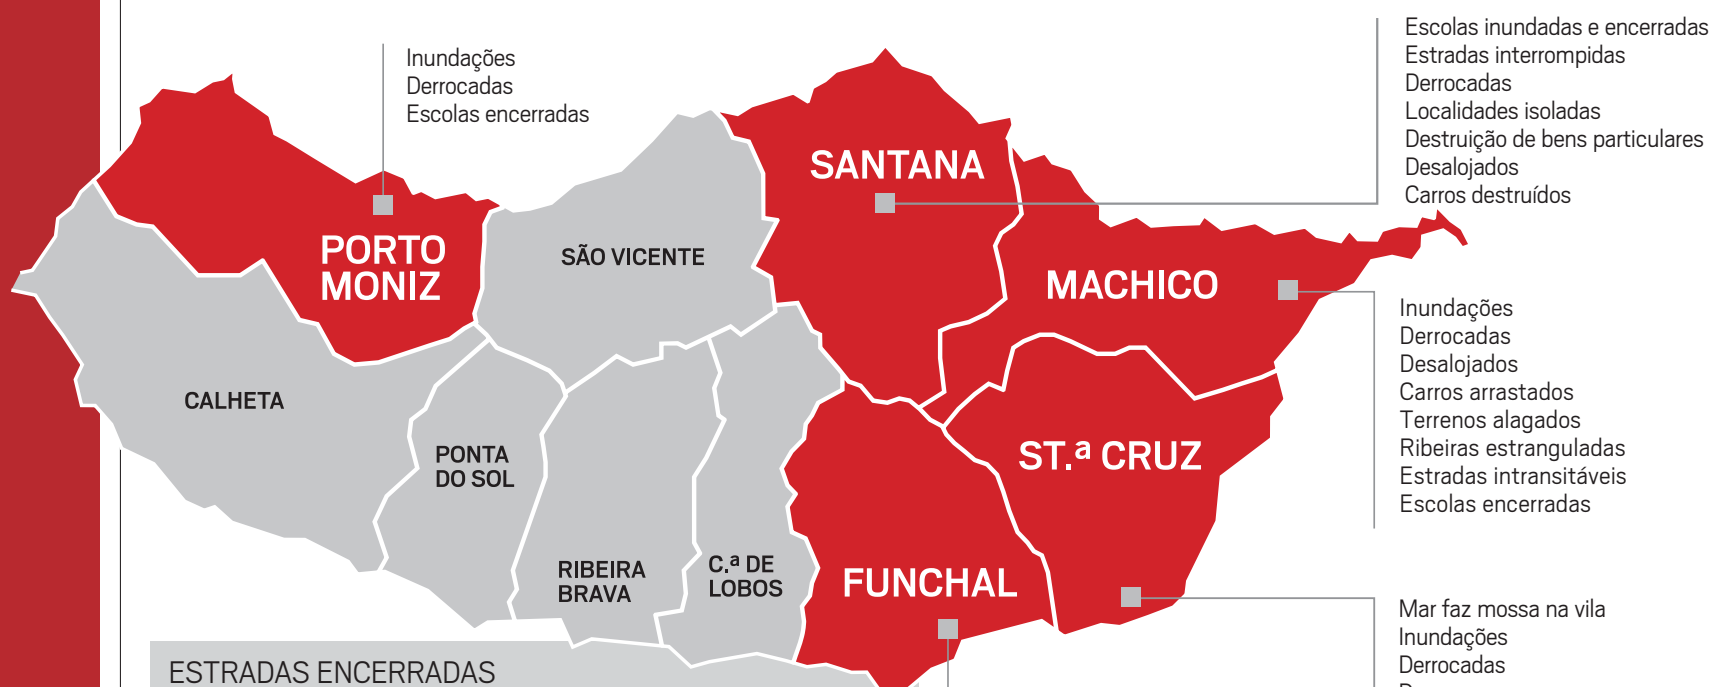 Inundações
Derrocadas
Escolas encerradas
Escolas inundadas e encerradas
Estradas interrompidas
Derrocadas
Localidades isoladas
Destruição de bens particulares
Desalojados
Carros destruídos
SANTANA
PORTO
MONIZ
SÃO VICENTE
MACHICO
Inundações
Derrocadas
Desalojados
Carros arrastados
Terrenos alagados
Ribeiras estranguladas
Estradas intransitáveis
Escolas encerradas
CALHETA
PONTA
DO SOL
ST.ª CRUZ
RIBEIRA
BRAVA
C.ª DE
LOBOS
FUNCHAL
Mar faz mossa na vila
Inundações
Derrocadas
ESTRADAS ENCERRADAS